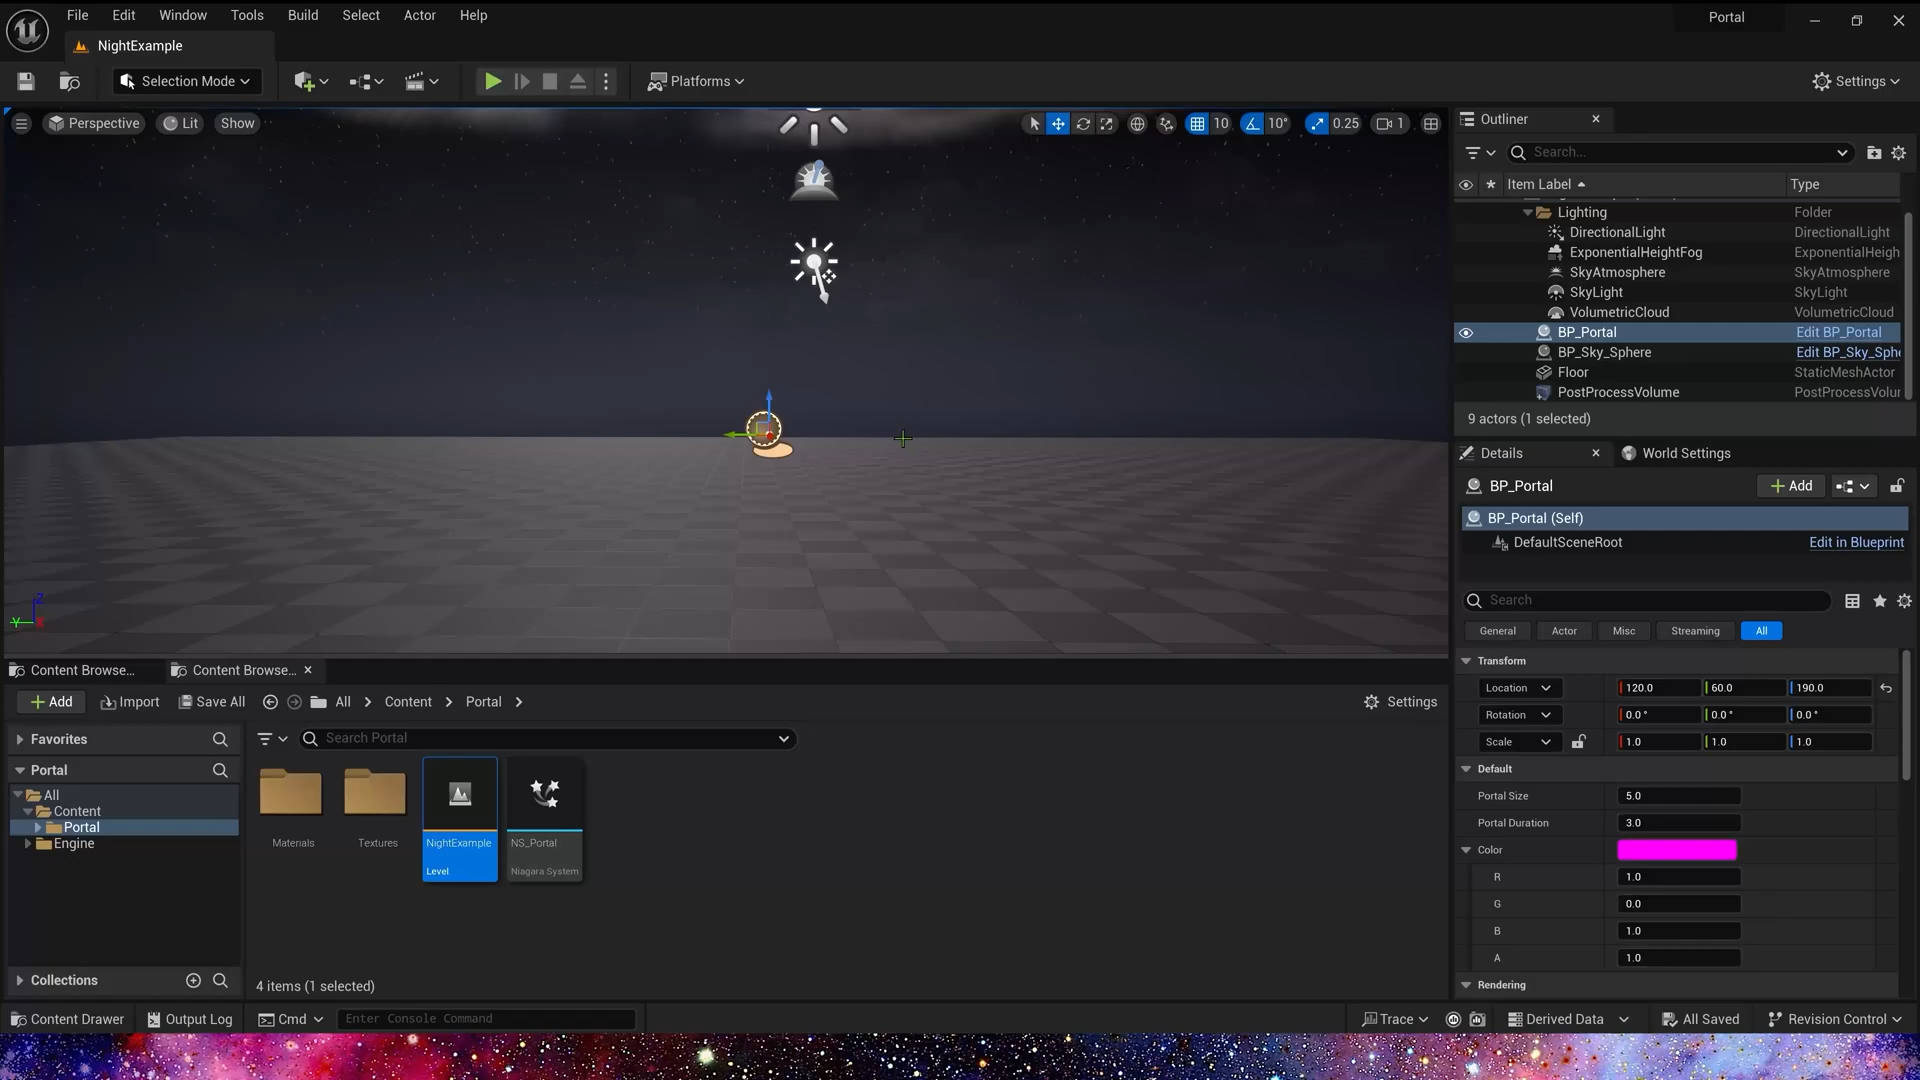 File Edit Window Tools Build Select Actor Help
Portal
NightExample
Selection Mode
Platforms
Settings
Perspective Lit Show
10 10° 0.25 1
Z
Y
Outliner
Search...
Item Label Type
Lighting Folder
DirectionalLight DirectionalLight
ExponentialHeightFog ExponentialHeigh
SkyAtmosphere SkyAtmosphere
SkyLight SkyLight
VolumetricCloud VolumetricCloud
BP_Portal Edit BP_Portal
BP_Sky_Sphere Edit BP_Sky_Sph
Floor StaticMeshActor
PostProcessVolume PostProcessVolu
9 actors (1 selected)
Details World Settings
BP_Portal Add
BP_Portal (Self)
DefaultSceneRoot Edit in Blueprint
Search
General Actor Misc Streaming All
Transform
Location 120.0 60.0 190.0
Rotation 0.0° 0.0° 0.0°
Scale 1.0 1.0 1.0
Default
Portal Size 5.0
Portal Duration 3.0
Color
R 1.0
G 0.0
B 1.0
A 1.0
Rendering
Content Browse... Content Browse...
Add Import Save All All Content Portal Settings
Favorites
Search Portal
Portal
All
Content
Portal
Engine
Collections
Materials Textures NightExample NS_Portal
Level Niagara System
4 items (1 selected)
Content Drawer Output Log Cmd Enter Console Command Trace Derived Data All Saved Revision Control